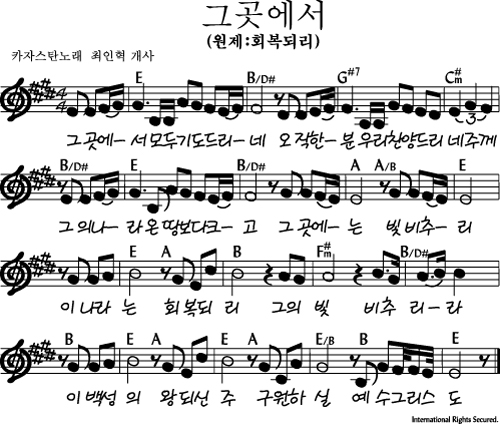 그곳에서
(원제:회복되리)
카자스탄노래 최인혁 개사
E B/D# G#7 C#m
4 4
3
그곳에- 서 모두기도드리- 네 오직한- 분 우리찬양드리 네주께
B/D# E B/D# E B/D# A A/B E
그의나- 라온땅보다크- 고 그곳에- 는 빛비추- 리
E A B F#m B/D#
이나라 는 회복되 리 그의 빛 비추 리- 라
B E A E A E/B B E
이백성 의 왕되신 주 구원하 실 예수그리스 도
International Rights Secured.